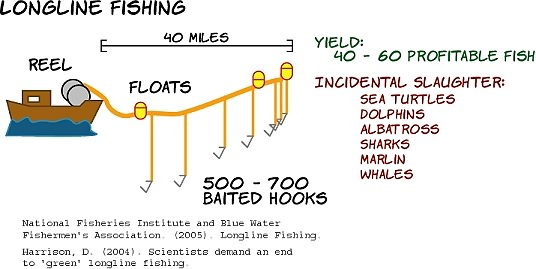 LONGLINE FISHING
40 MILES
REEL
FLOATS
500 - 700
BAITED HOOKS
YIELD:
40 - 60 PROFITABLE FISH
INCIDENTAL SLAUGHTER:
SEA TURTLES
DOLPHINS
ALBATROSS
SHARKS
MARLIN
WHALES
National Fisheries Institute and Blue Water
Fishermen's Association. (2005). Longline Fishing.
Harrison, D. (2004). Scientists demand an end
to 'green' longline fishing.